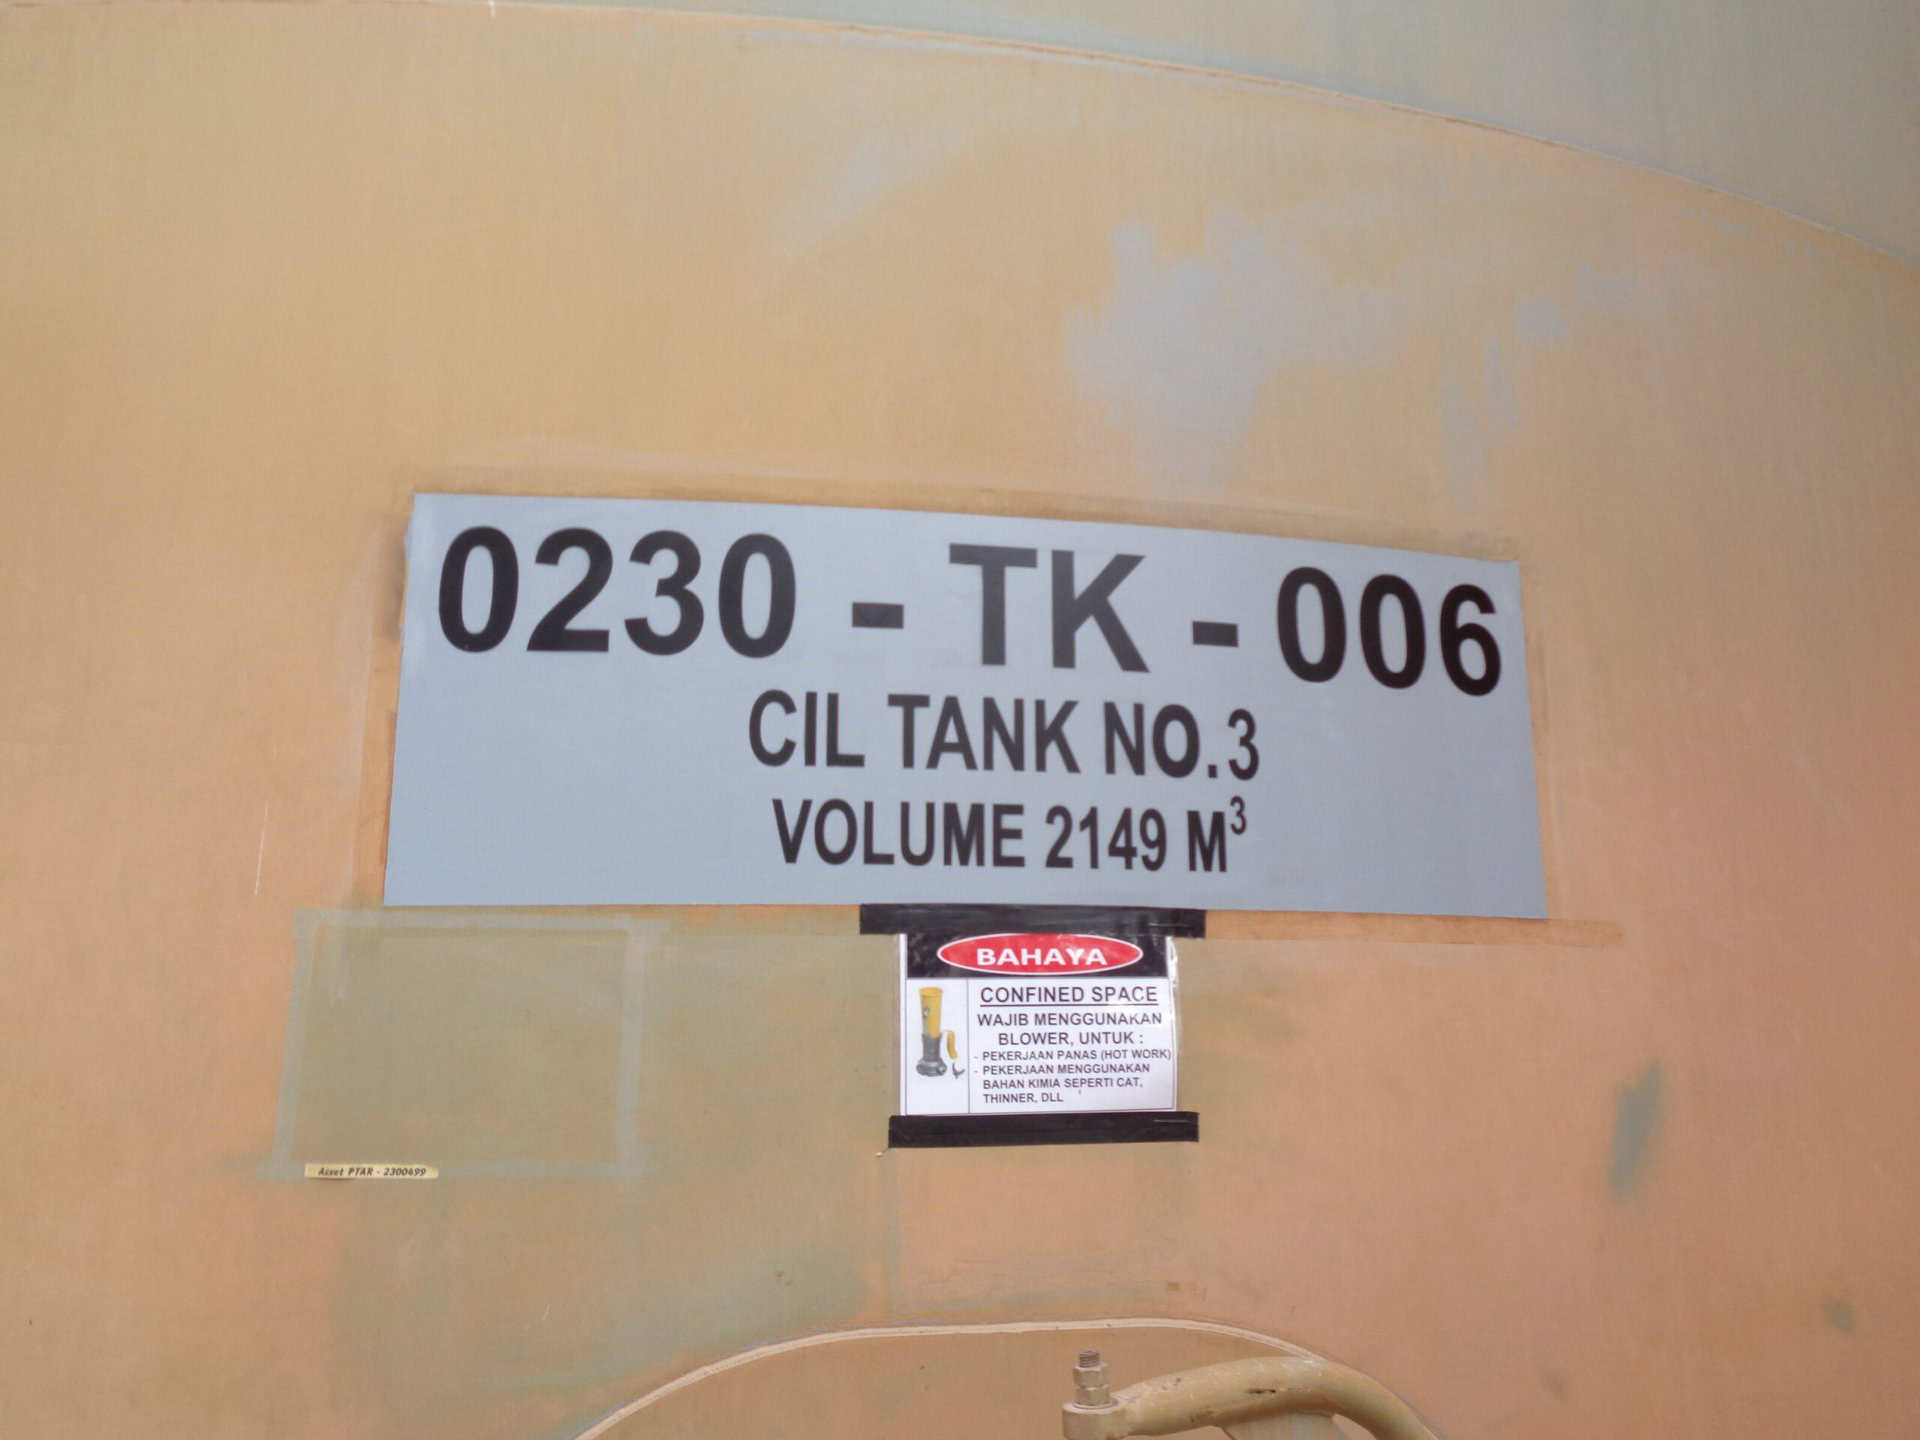 0230 - TK - 006
CIL TANK NO.3
VOLUME 2149 M³
BAHAYA
CONFINED SPACE
WAJIB MENGGUNAKAN
BLOWER, UNTUK :
- PEKERJAAN PANAS (HOT WORK)
- PEKERJAAN MENGGUNAKAN
BAHAN KIMIA SEPERTI CAT,
THINNER, DLL
Asset PTAR - 2300699